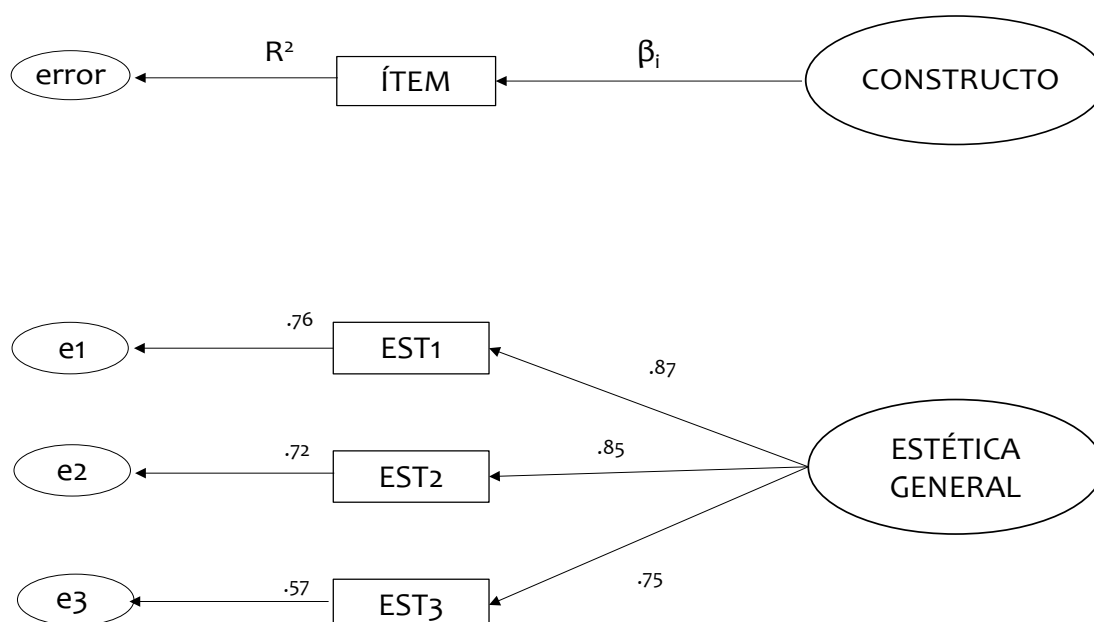 R²
βᵢ
error
ÍTEM
CONSTRUCTO
.76
e1
EST1
.87
.72
e2
EST2
.85
ESTÉTICA
GENERAL
.57
e3
EST3
.75